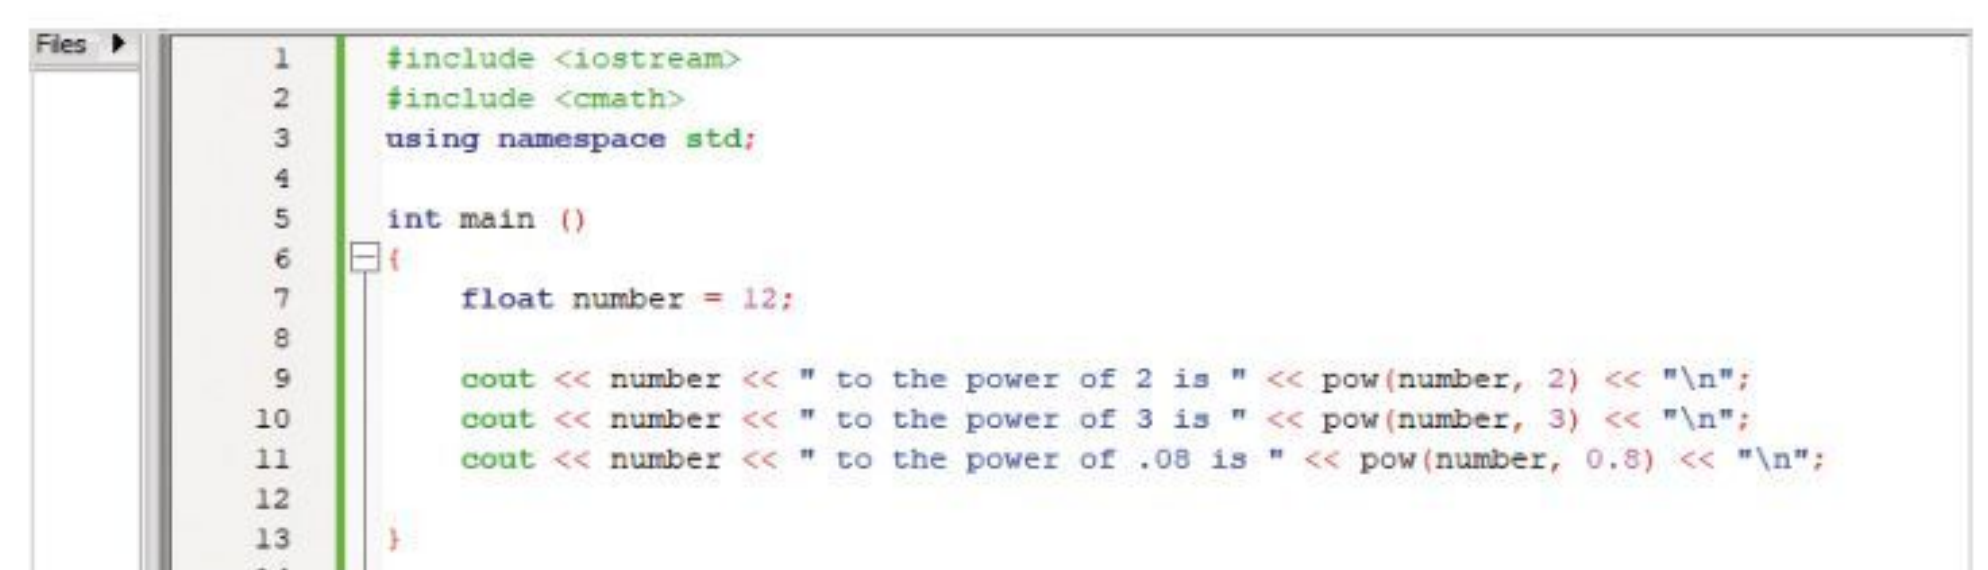 Files
1 #include <iostream>
2 #include <cmath>
3 using namespace std;
4
5 int main ()
6 {
7 float number = 12;
8
9 cout << number << " to the power of 2 is " << pow(number, 2) << "\n";
10 cout << number << " to the power of 3 is " << pow(number, 3) << "\n";
11 cout << number << " to the power of .08 is " << pow(number, 0.8) << "\n";
12
13 }